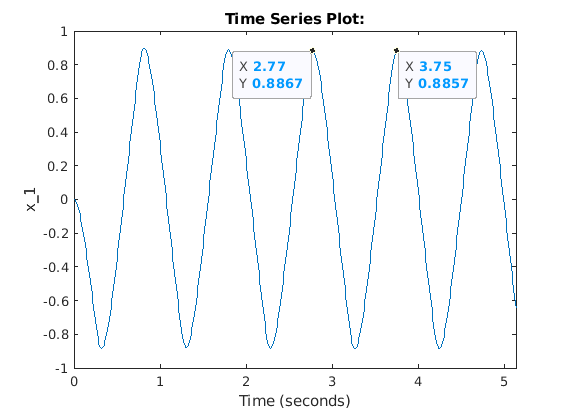 Time Series Plot:
1
0.8
0.6
0.4
0.2
0
-0.2
-0.4
-0.6
-0.8
-1
x_1
X 2.77
Y 0.8867
X 3.75
Y 0.8857
0 1 2 3 4 5
Time (seconds)